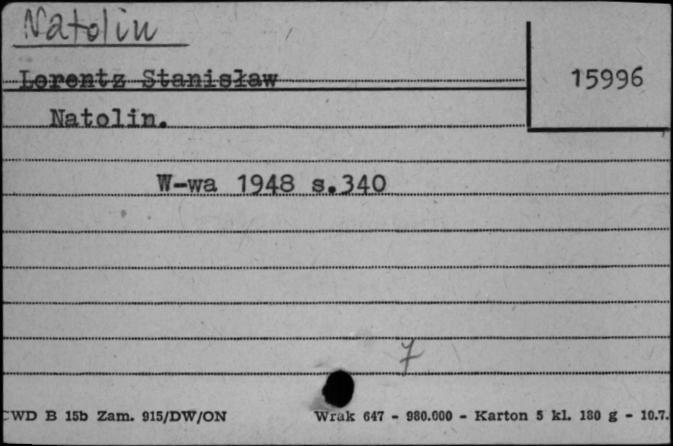 Natolin
Lorentz Stanisław
15996
Natolin.
W-wa 1948 s.340
7
CWD B 15b Zam. 915/DW/ON Wrak 647 - 980.000 - Karton 5 kl. 180 g - 10.7.